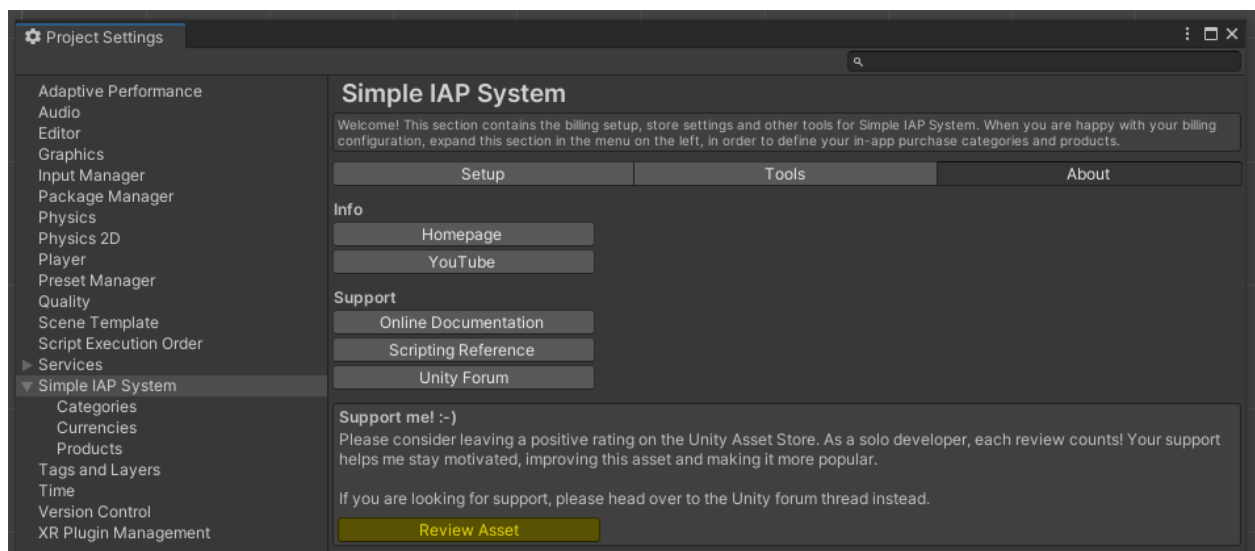 Project Settings
Adaptive Performance
Audio
Editor
Graphics
Input Manager
Package Manager
Physics
Physics 2D
Player
Preset Manager
Quality
Scene Template
Script Execution Order
Services
Simple IAP System
Categories
Currencies
Products
Tags and Layers
Time
Version Control
XR Plugin Management
Simple IAP System
Welcome! This section contains the billing setup, store settings and other tools for Simple IAP System. When you are happy with your billing
configuration, expand this section in the menu on the left, in order to define your in-app purchase categories and products.
Setup Tools About
Info
Homepage
YouTube
Support
Online Documentation
Scripting Reference
Unity Forum
Support me! :-)
Please consider leaving a positive rating on the Unity Asset Store. As a solo developer, each review counts! Your support
helps me stay motivated, improving this asset and making it more popular.
If you are looking for support, please head over to the Unity forum thread instead.
Review Asset